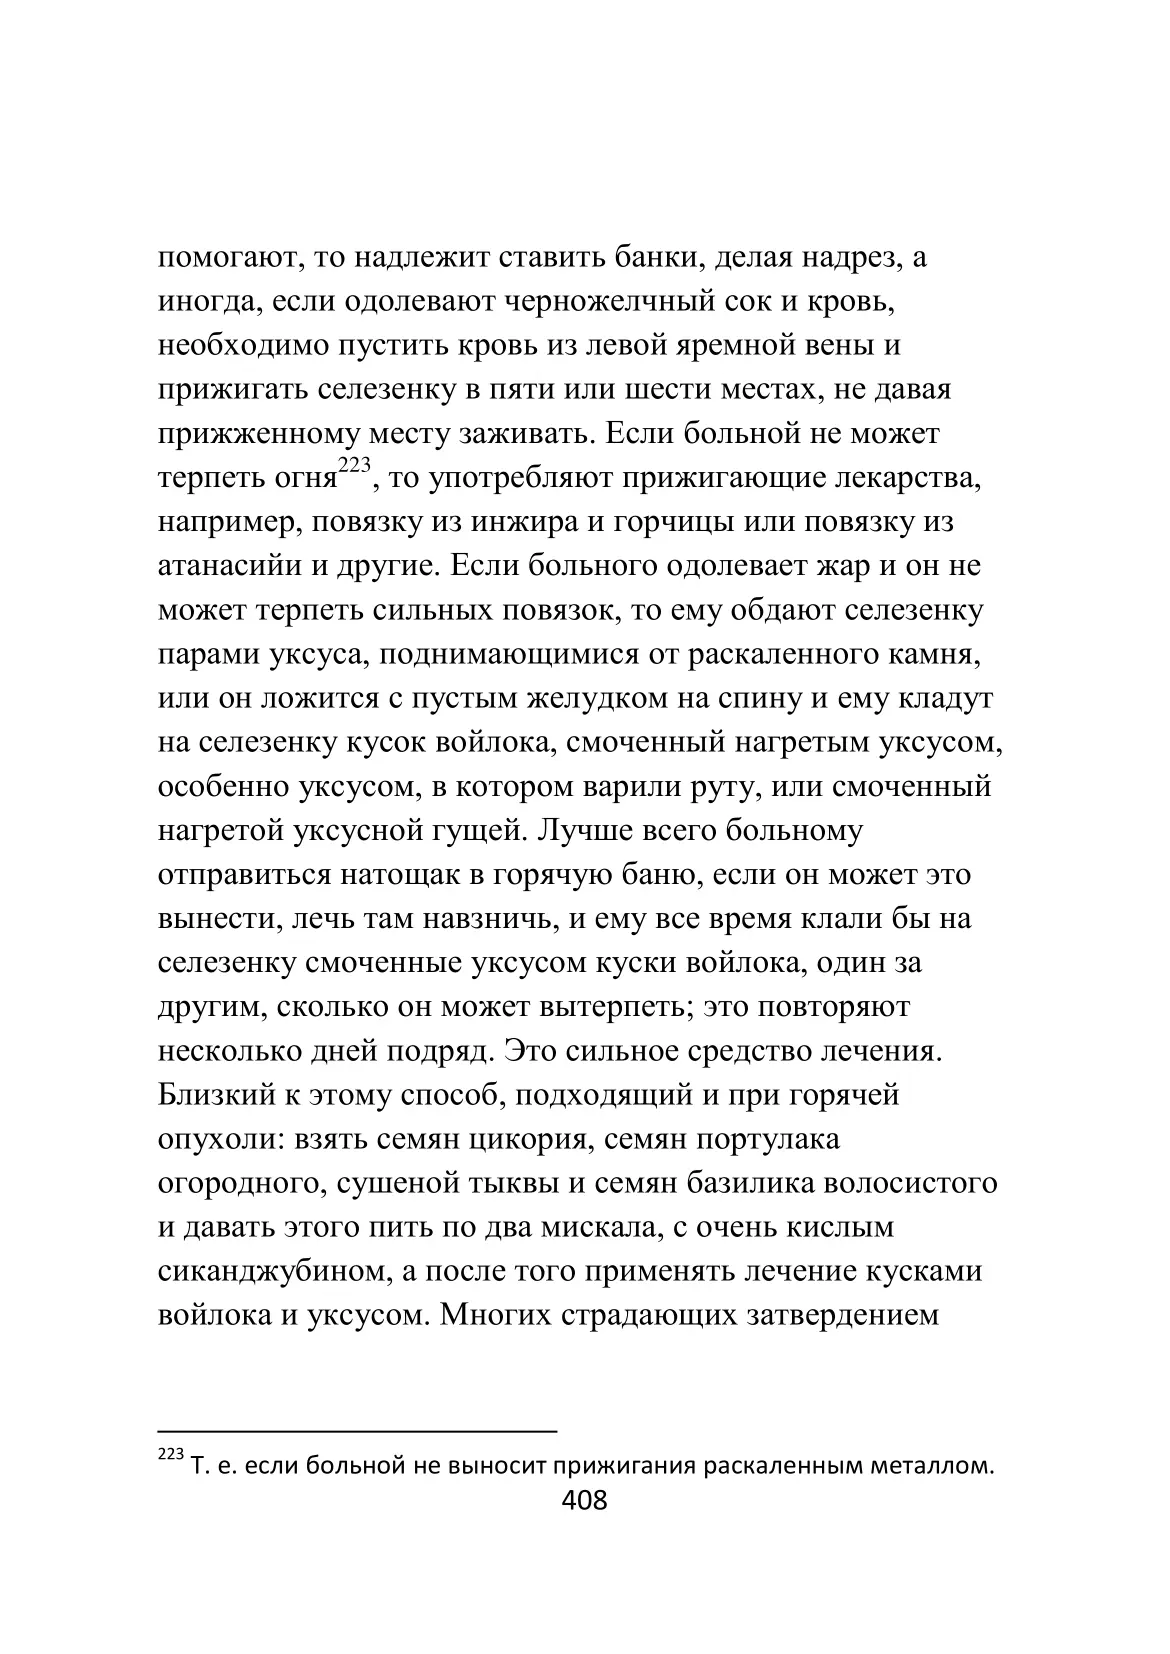 помогают, то надлежит ставить банки, делая надрез, а
иногда, если одолевают черножелчный сок и кровь,
необходимо пустить кровь из левой яремной вены и
прижигать селезенку в пяти или шести местах, не давая
прижженному месту заживать. Если больной не может
терпеть огня²²³, то употребляют прижигающие лекарства,
например, повязку из инжира и горчицы или повязку из
атанасийи и другие. Если больного одолевает жар и он не
может терпеть сильных повязок, то ему обдают селезенку
парами уксуса, поднимающимися от раскаленного камня,
или он ложится с пустым желудком на спину и ему кладут
на селезенку кусок войлока, смоченный нагретым уксусом,
особенно уксусом, в котором варили руту, или смоченный
нагретой уксусной гущей. Лучше всего больному
отправиться натощак в горячую баню, если он может это
вынести, лечь там навзничь, и ему все время клали бы на
селезенку смоченные уксусом куски войлока, один за
другим, сколько он может вытерпеть; это повторяют
несколько дней подряд. Это сильное средство лечения.
Близкий к этому способ, подходящий и при горячей
опухоли: взять семян цикория, семян портулака
огородного, сушеной тыквы и семян базилика волосистого
и давать этого пить по два мискала, с очень кислым
сиканджубином, а после того применять лечение кусками
войлока и уксусом. Многих страдающих затвердением
²²³ Т. е. если больной не выносит прижигания раскаленным металлом.
408